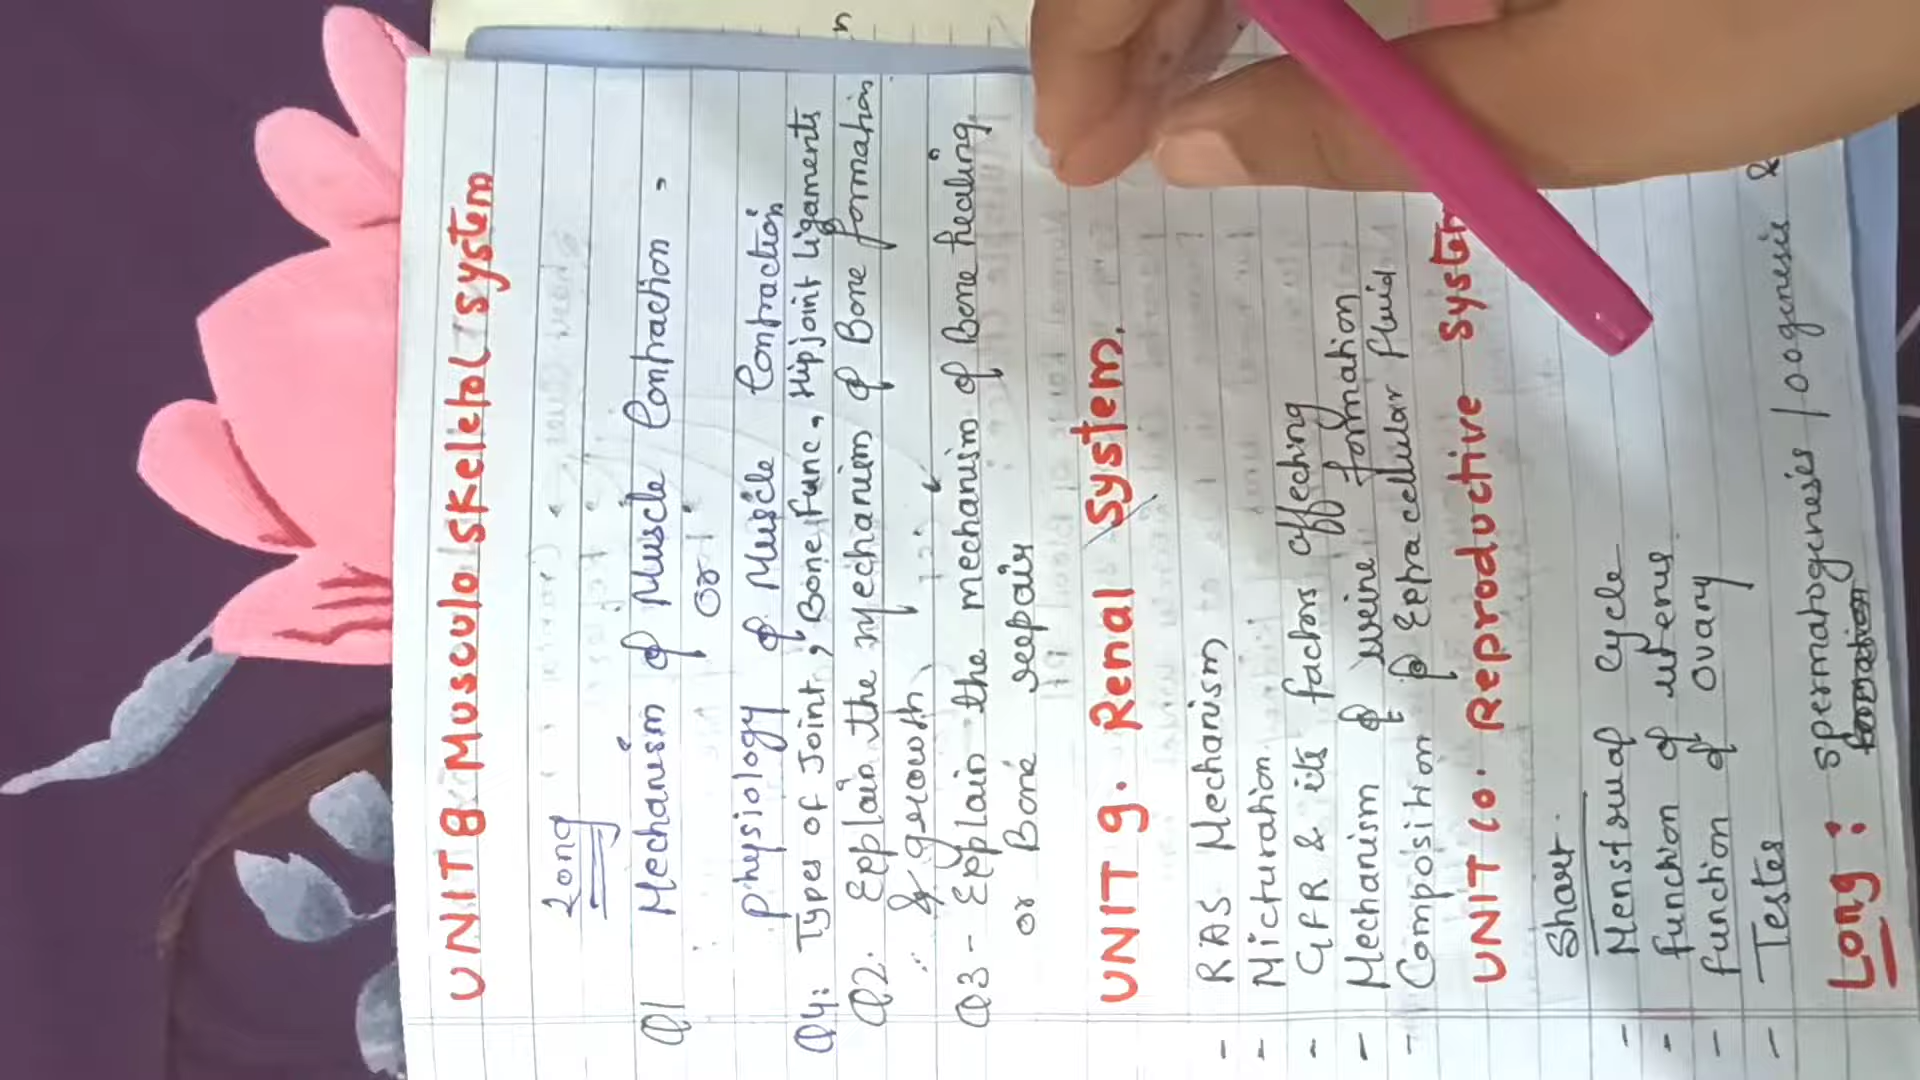 UNIT 8 Musculo skeletol system
Long
Q1 Mechanism of Muscle Contraction.
or
physiology of Muscle Contraction
Q4: Types of Joint, Bone Func, Hip joint ligaments
Q2. Explain the mechanism of Bone formation
& growth
Q3 - Explain the mechanism of Bone healing
or Bone repair
UNIT 9. Renal System.
- RAS Mechanism
- Micturation.
- GFR & its factors affecting
- Mechanism of urine formation
- Composition of Extra cellular fluid
UNIT 10. Reproductive System
Short.
- Menstrual Cycle
- function of uterus
- function of ovary
- Testes
Long: Spermatogenesis / oogenesis &